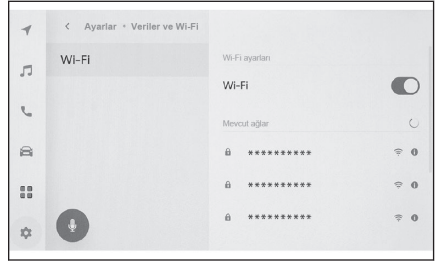 Ayarlar • Veriler ve Wi-Fi
Wi-Fi
Wi-Fi ayarları
Wi-Fi
Mevcut ağlar
**********
**********
**********